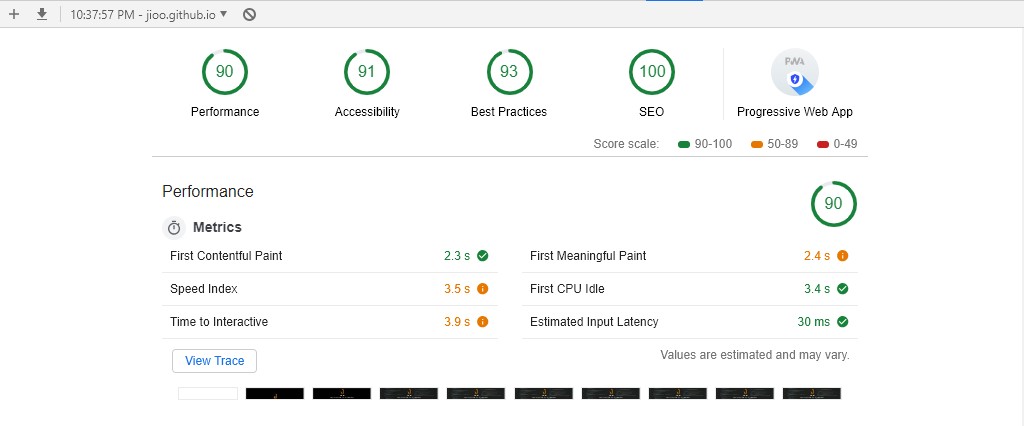 10:37:57 PM - jioo.github.io
90 91 93 100 PWA
Performance Accessibility Best Practices SEO Progressive Web App
Score scale: 90-100 50-89 0-49
Performance 90
Metrics
First Contentful Paint 2.3 s First Meaningful Paint 2.4 s
Speed Index 3.5 s First CPU Idle 3.4 s
Time to Interactive 3.9 s Estimated Input Latency 30 ms
View Trace Values are estimated and may vary.